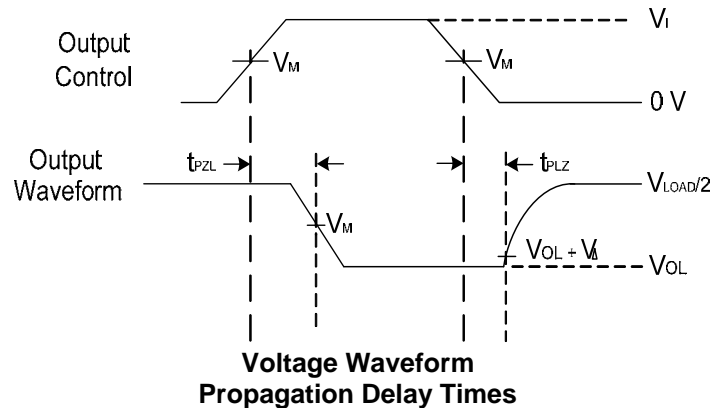 Output
Control
VM
VM
VI
0 V
Output
Waveform
tPZL
tPLZ
VM
VLOAD/2
VOL + VΔ
VOL
Voltage Waveform
Propagation Delay Times